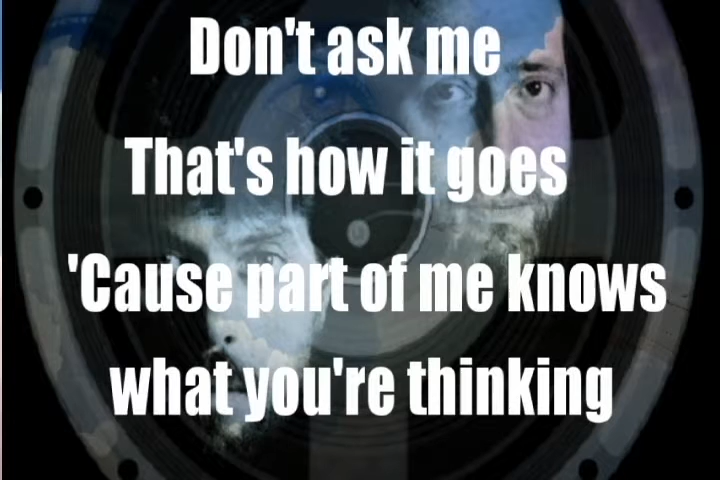 Don't ask me
That's how it goes
'Cause part of me knows
what you're thinking